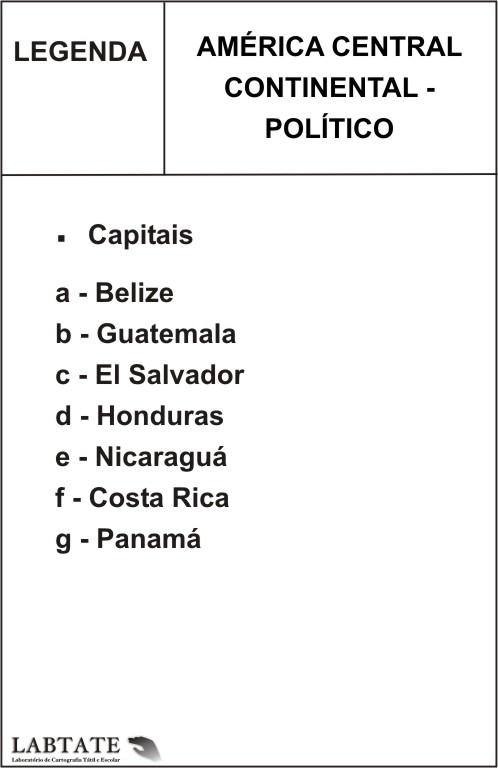 LEGENDA
AMÉRICA CENTRAL
CONTINENTAL -
POLÍTICO
Capitais
a - Belize
b - Guatemala
c - El Salvador
d - Honduras
e - Nicaraguá
f - Costa Rica
g - Panamá
LABTATE
Laboratório de Cartografia Tátil e Escolar